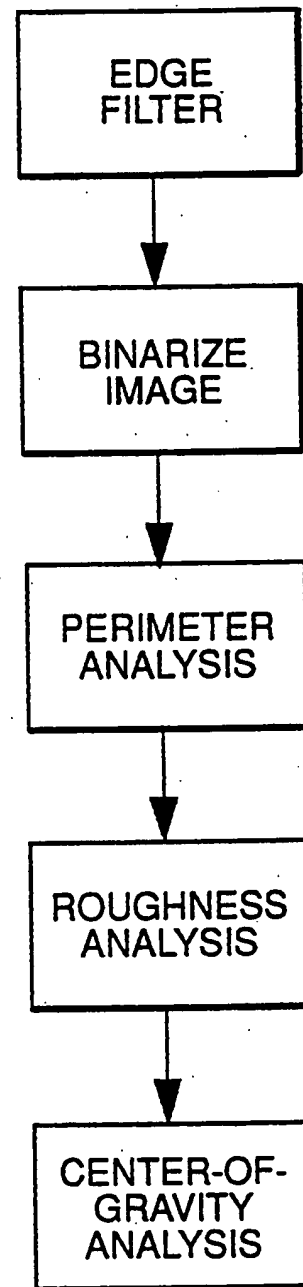 EDGE
FILTER
BINARIZE
IMAGE
PERIMETER
ANALYSIS
ROUGHNESS
ANALYSIS
CENTER-OF-
GRAVITY
ANALYSIS